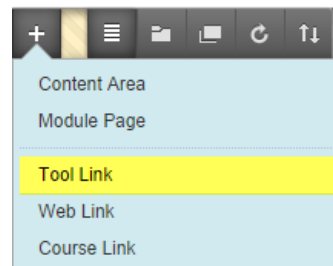 Content Area
Module Page
Tool Link
Web Link
Course Link